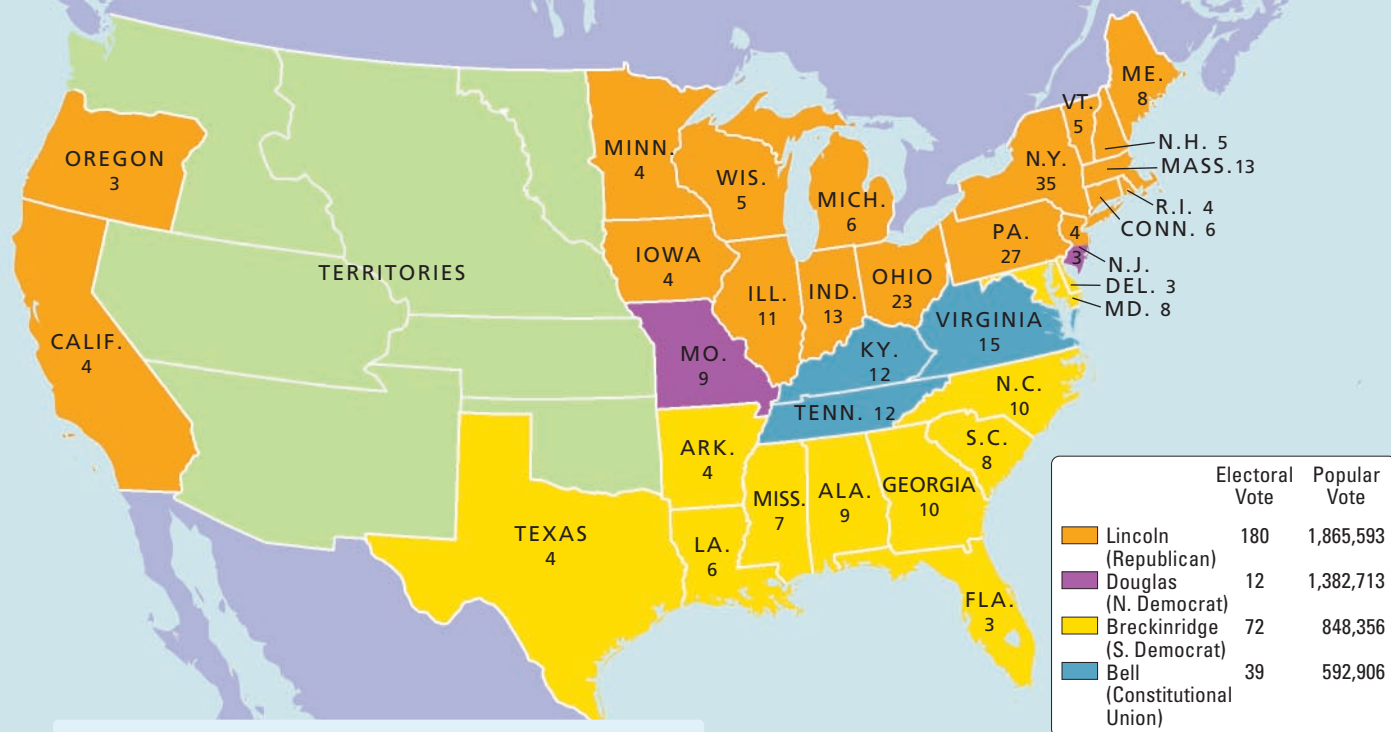 OREGON
3
CALIF.
4
TERRITORIES
MINN.
4
WIS.
5
MICH.
6
IOWA
4
ILL.
11
IND.
13
OHIO
23
MO.
9
PA.
27
N.Y.
35
VT.
5
ME.
8
N.H. 5
MASS. 13
R.I. 4
CONN. 6
4
3
N.J.
DEL. 3
MD. 8
VIRGINIA
15
KY.
12
TENN. 12
N.C.
10
S.C.
8
ARK.
4
MISS.
7
ALA.
9
GEORGIA
10
TEXAS
4
LA.
6
FLA.
3
Electoral Popular
Vote Vote
Lincoln 180 1,865,593
(Republican)
Douglas 12 1,382,713
(N. Democrat)
Breckinridge 72 848,356
(S. Democrat)
Bell 39 592,906
(Constitutional
Union)